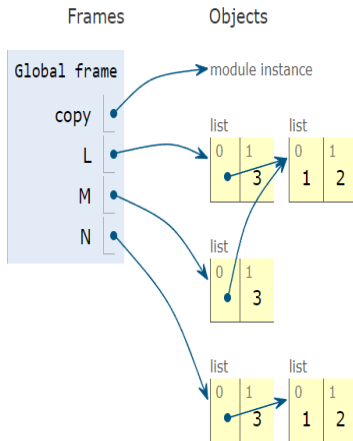 Frames Objects
Global frame
copy
L
M
N
module instance
list list
0 1 0 1
3 1 2
list
0 1
3
list list
0 1 0 1
3 1 2